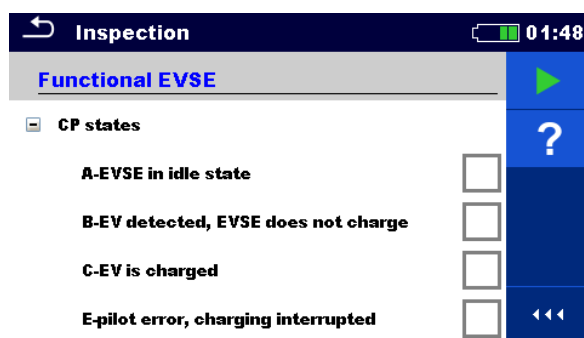 Inspection 01:48
Functional EVSE
CP states
?
A-EVSE in idle state
B-EV detected, EVSE does not charge
C-EV is charged
E-pilot error, charging interrupted